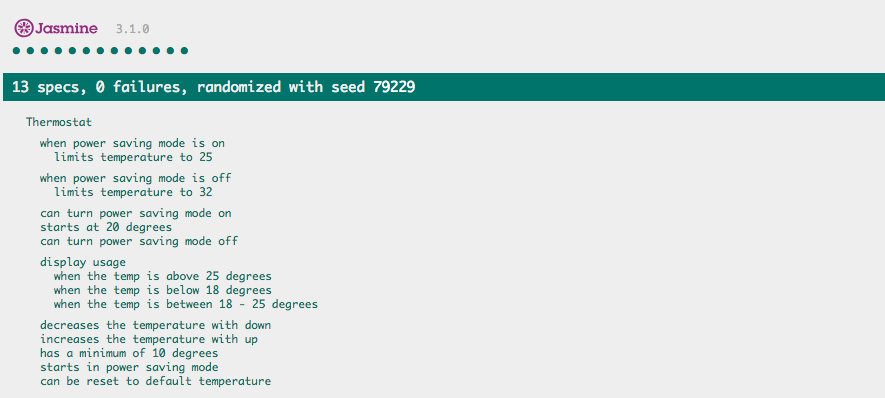 Jasmine 3.1.0
13 specs, 0 failures, randomized with seed 79229
Thermostat
when power saving mode is on
limits temperature to 25
when power saving mode is off
limits temperature to 32
can turn power saving mode on
starts at 20 degrees
can turn power saving mode off
display usage
when the temp is above 25 degrees
when the temp is below 18 degrees
when the temp is between 18 - 25 degrees
decreases the temperature with down
increases the temperature with up
has a minimum of 10 degrees
starts in power saving mode
can be reset to default temperature